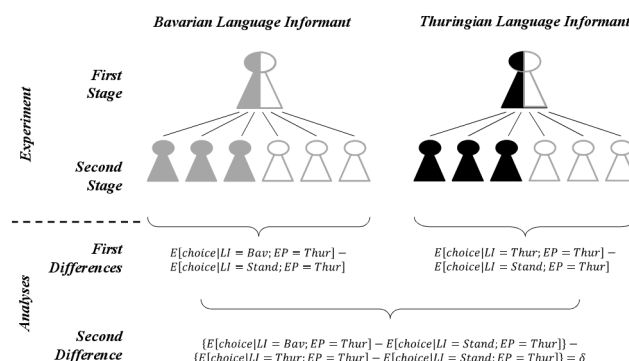 Bavarian Language Informant
Thuringian Language Informant
Experiment
First
Stage
Second
Stage
Analyses
First
Differences
E[choice|LI = Bav; EP = Thur] −
E[choice|LI = Stand; EP = Thur]
E[choice|LI = Thur; EP = Thur] −
E[choice|LI = Stand; EP = Thur]
Second
Difference
{E[choice|LI = Bav; EP = Thur] − E[choice|LI = Stand; EP = Thur]} −
{E[choice|LI = Thur; EP = Thur] − E[choice|LI = Stand; EP = Thur]} = δ